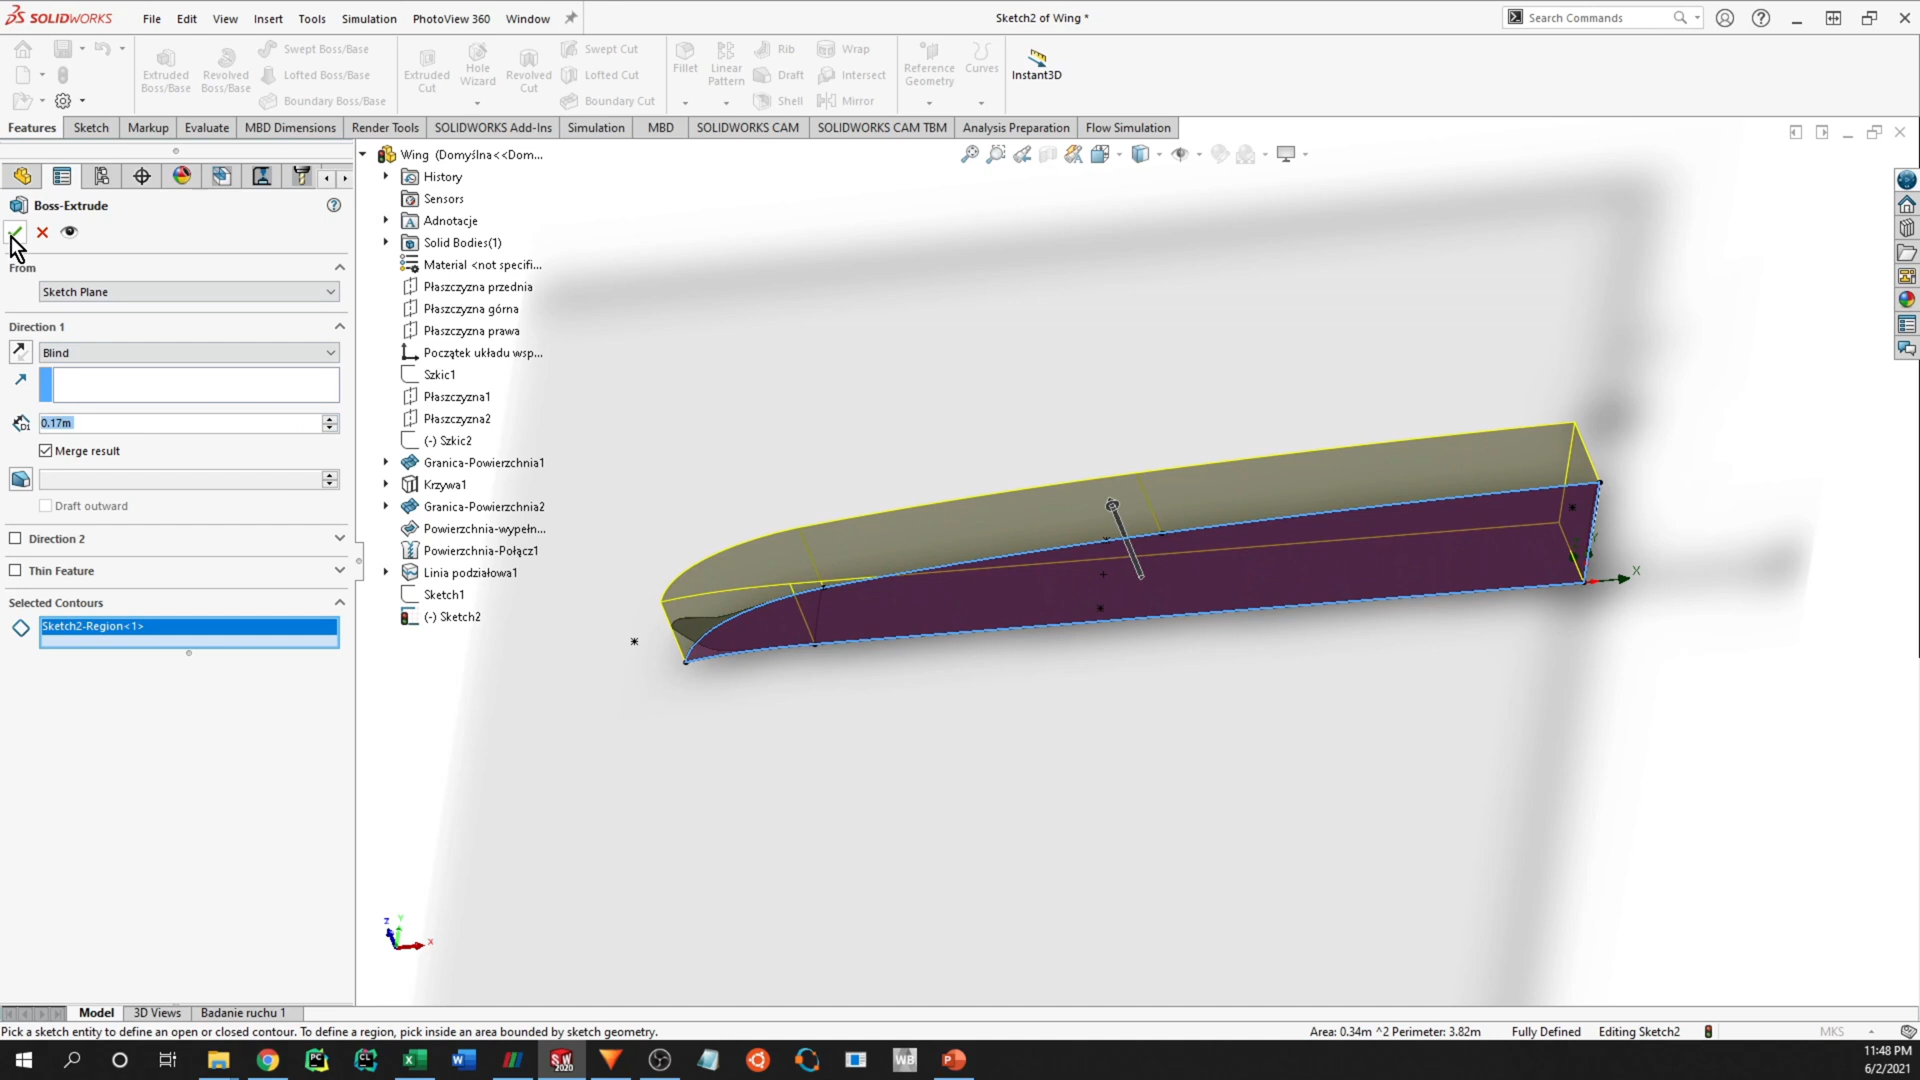 SOLIDWORKS
File Edit View Insert Tools Simulation PhotoView 360 Window
Sketch2 of Wing *
Search Commands
Extruded Boss/Base
Revolved Boss/Base
Swept Boss/Base
Lofted Boss/Base
Boundary Boss/Base
Extruded Cut
Hole Wizard
Revolved Cut
Swept Cut
Lofted Cut
Boundary Cut
Fillet
Linear Pattern
Rib
Draft
Shell
Wrap
Intersect
Mirror
Reference Geometry
Curves
Instant3D
Features Sketch Markup Evaluate MBD Dimensions Render Tools SOLIDWORKS Add-Ins Simulation MBD SOLIDWORKS CAM SOLIDWORKS CAM TBM Analysis Preparation Flow Simulation
Boss-Extrude
From
Sketch Plane
Direction 1
Blind
0.17m
Merge result
Draft outward
Direction 2
Thin Feature
Selected Contours
Sketch2-Region<1>
Wing (Domyślna<<Dom...
History
Sensors
Adnotacje
Solid Bodies(1)
Material <not specifi...
Płaszczyzna przednia
Płaszczyzna górna
Płaszczyzna prawa
Początek układu wsp...
Szkic1
Płaszczyzna1
Płaszczyzna2
(-) Szkic2
Granica-Powierzchnia1
Krzywa1
Granica-Powierzchnia2
Powierzchnia-wypełn...
Powierzchnia-Połącz1
Linia podziałowa1
Sketch1
(-) Sketch2
X
Z Y
X
Model 3D Views Badanie ruchu 1
Pick a sketch entity to define an open or closed contour. To define a region, pick inside an area bounded by sketch geometry.
Area: 0.34m ^2 Perimeter: 3.82m Fully Defined Editing Sketch2 MKS
11:48 PM
6/2/2021